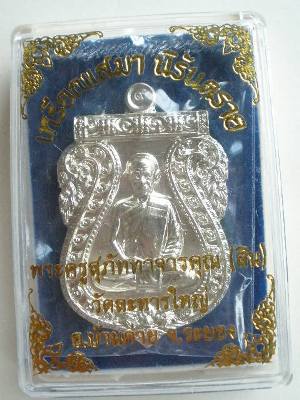 เหรียญเสมา นิรันตราย
พระครูสุภัททาจารคุณ (สิน)
วัดละหารใหญ่
อ.บ้านค่าย จ.ระยอง